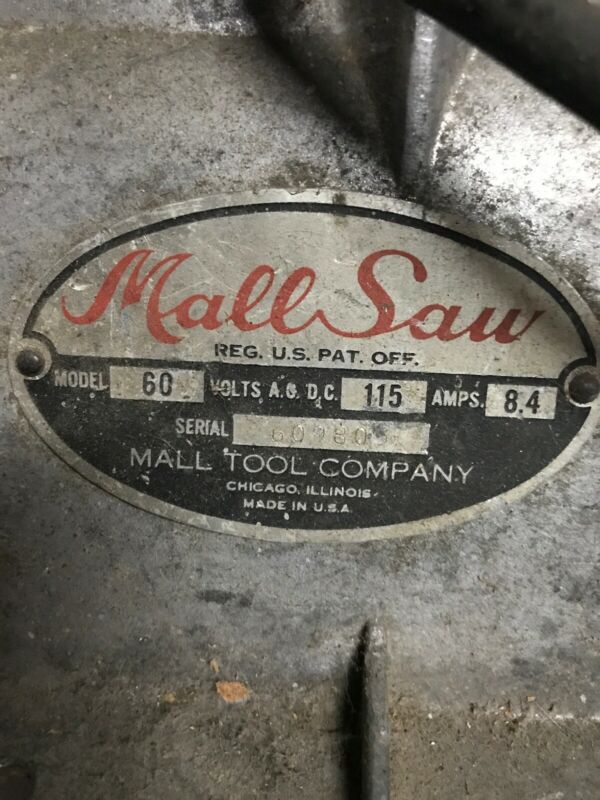 Mall Saw
REG. U.S. PAT. OFF.
MODEL 60 VOLTS A.C. D.C. 115 AMPS. 8.4
SERIAL
MALL TOOL COMPANY
CHICAGO, ILLINOIS
MADE IN U.S.A.